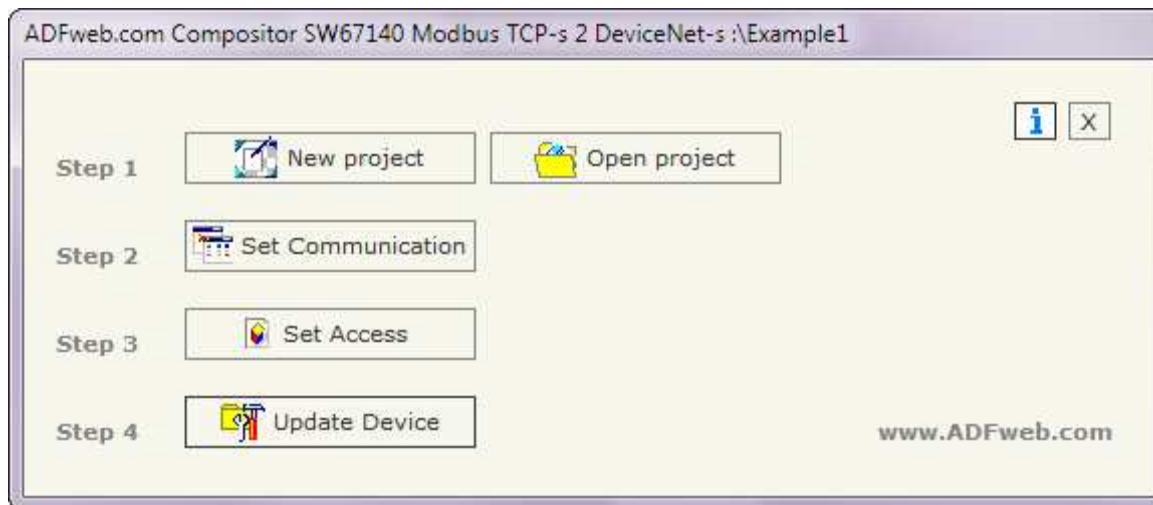 ADFweb.com Compositor SW67140 Modbus TCP-s 2 DeviceNet-s :\Example1
i X
Step 1 New project Open project
Step 2 Set Communication
Step 3 Set Access
Step 4 Update Device
www.ADFweb.com